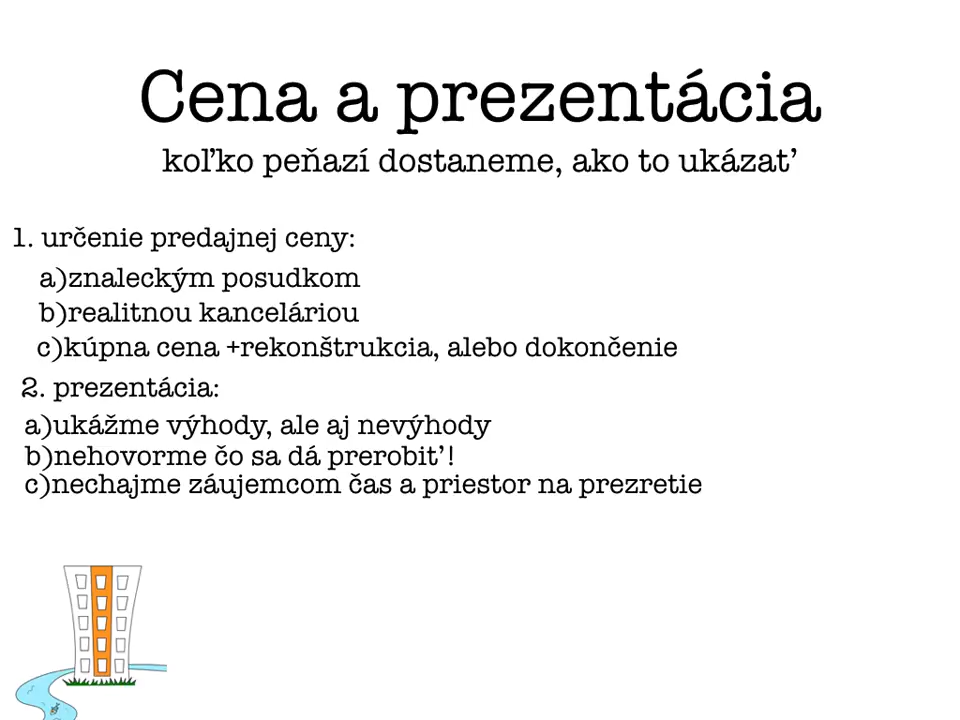 Cena a prezentácia
koľko peňazí dostaneme, ako to ukázať
1. určenie predajnej ceny:
a)znaleckým posudkom
b)realitnou kanceláriou
c)kúpna cena +rekonštrukcia, alebo dokončenie
2. prezentácia:
a)ukážme výhody, ale aj nevýhody
b)nehovorme čo sa dá prerobiť!
c)nechajme záujemcom čas a priestor na prezretie